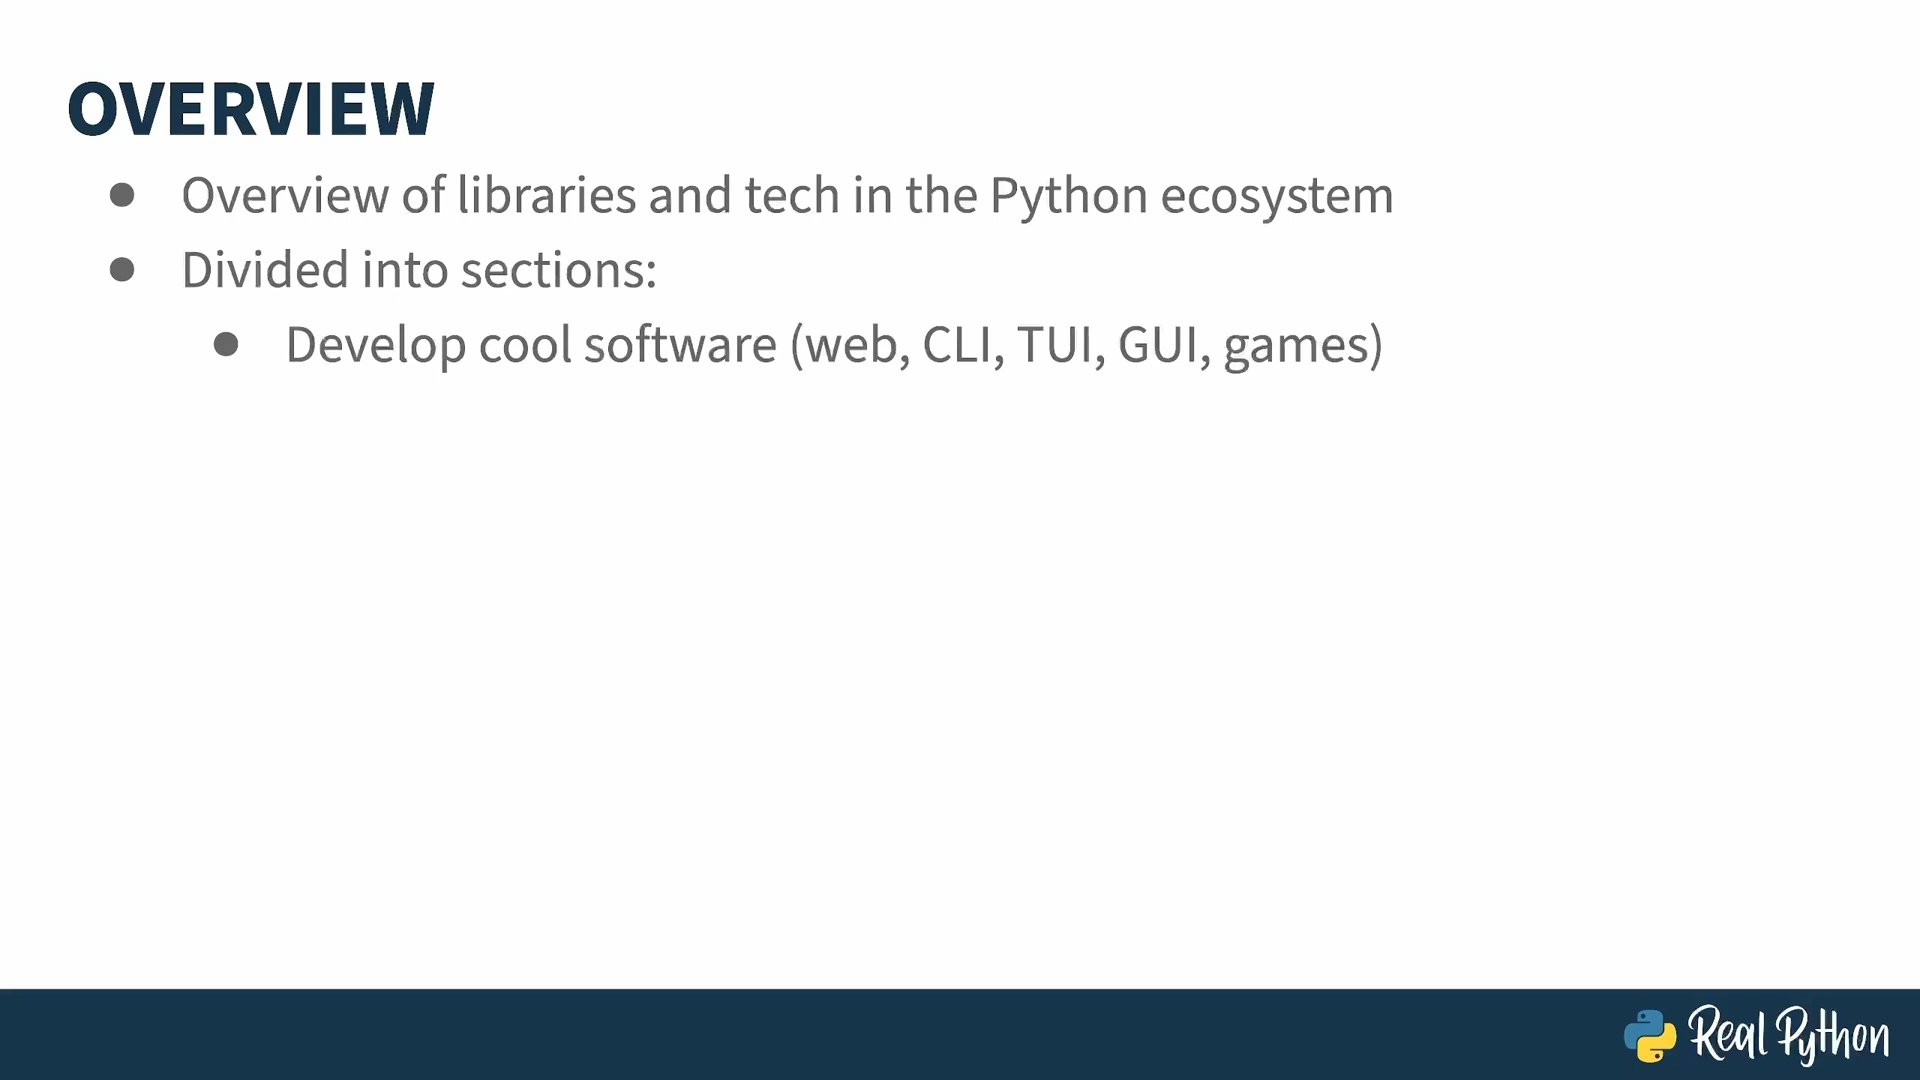 OVERVIEW
● Overview of libraries and tech in the Python ecosystem
● Divided into sections:
● Develop cool software (web, CLI, TUI, GUI, games)
Real Python